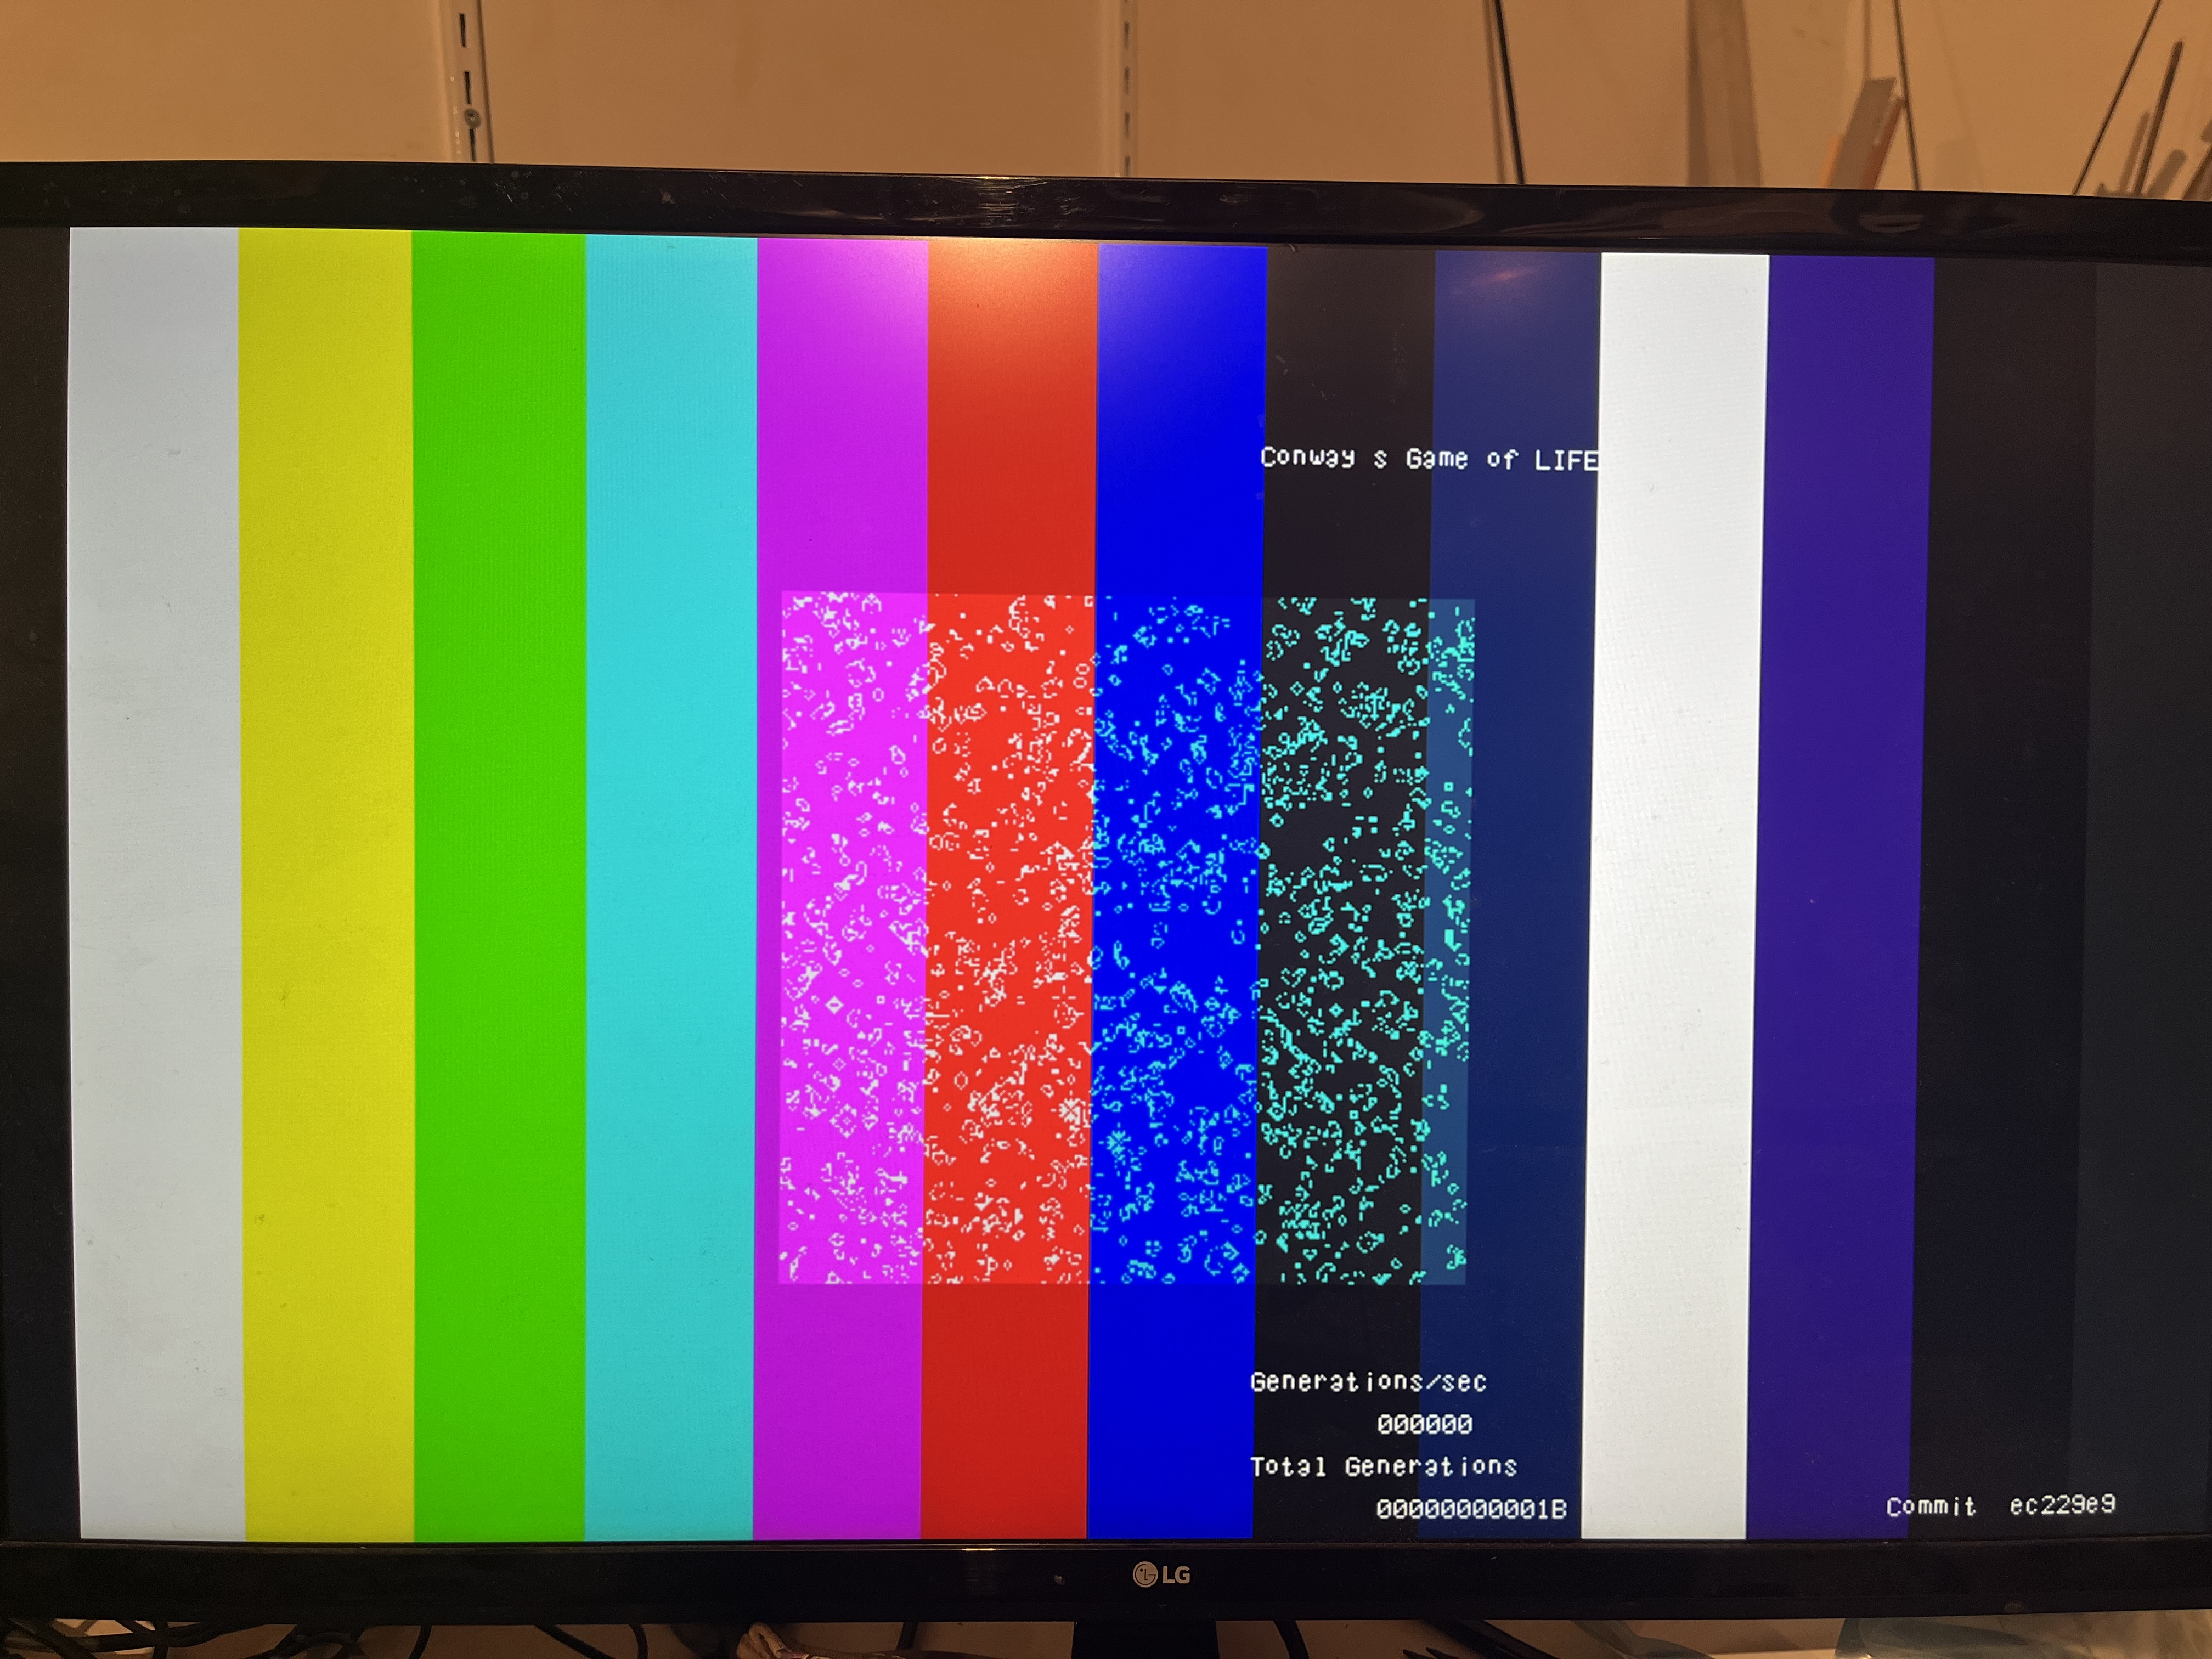 Conway s Game of LIFE
Generations/sec
000000
Total Generations
00000000001B
Commit ec229e9
LG